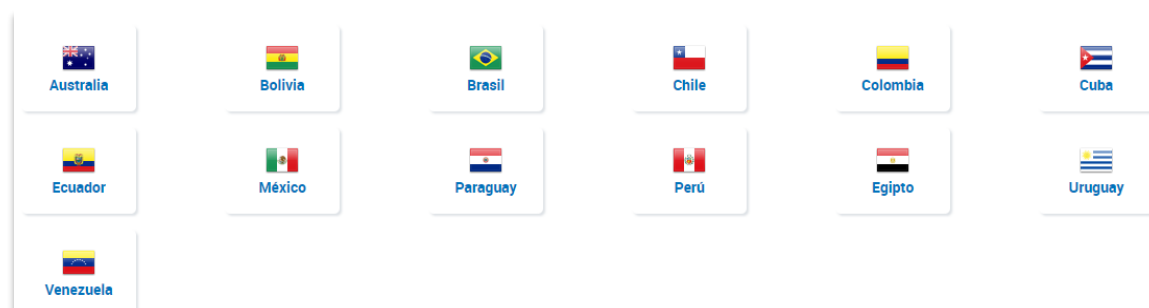 Australia
Bolivia
Brasil
Chile
Colombia
Cuba
Ecuador
México
Paraguay
Perú
Egipto
Uruguay
Venezuela